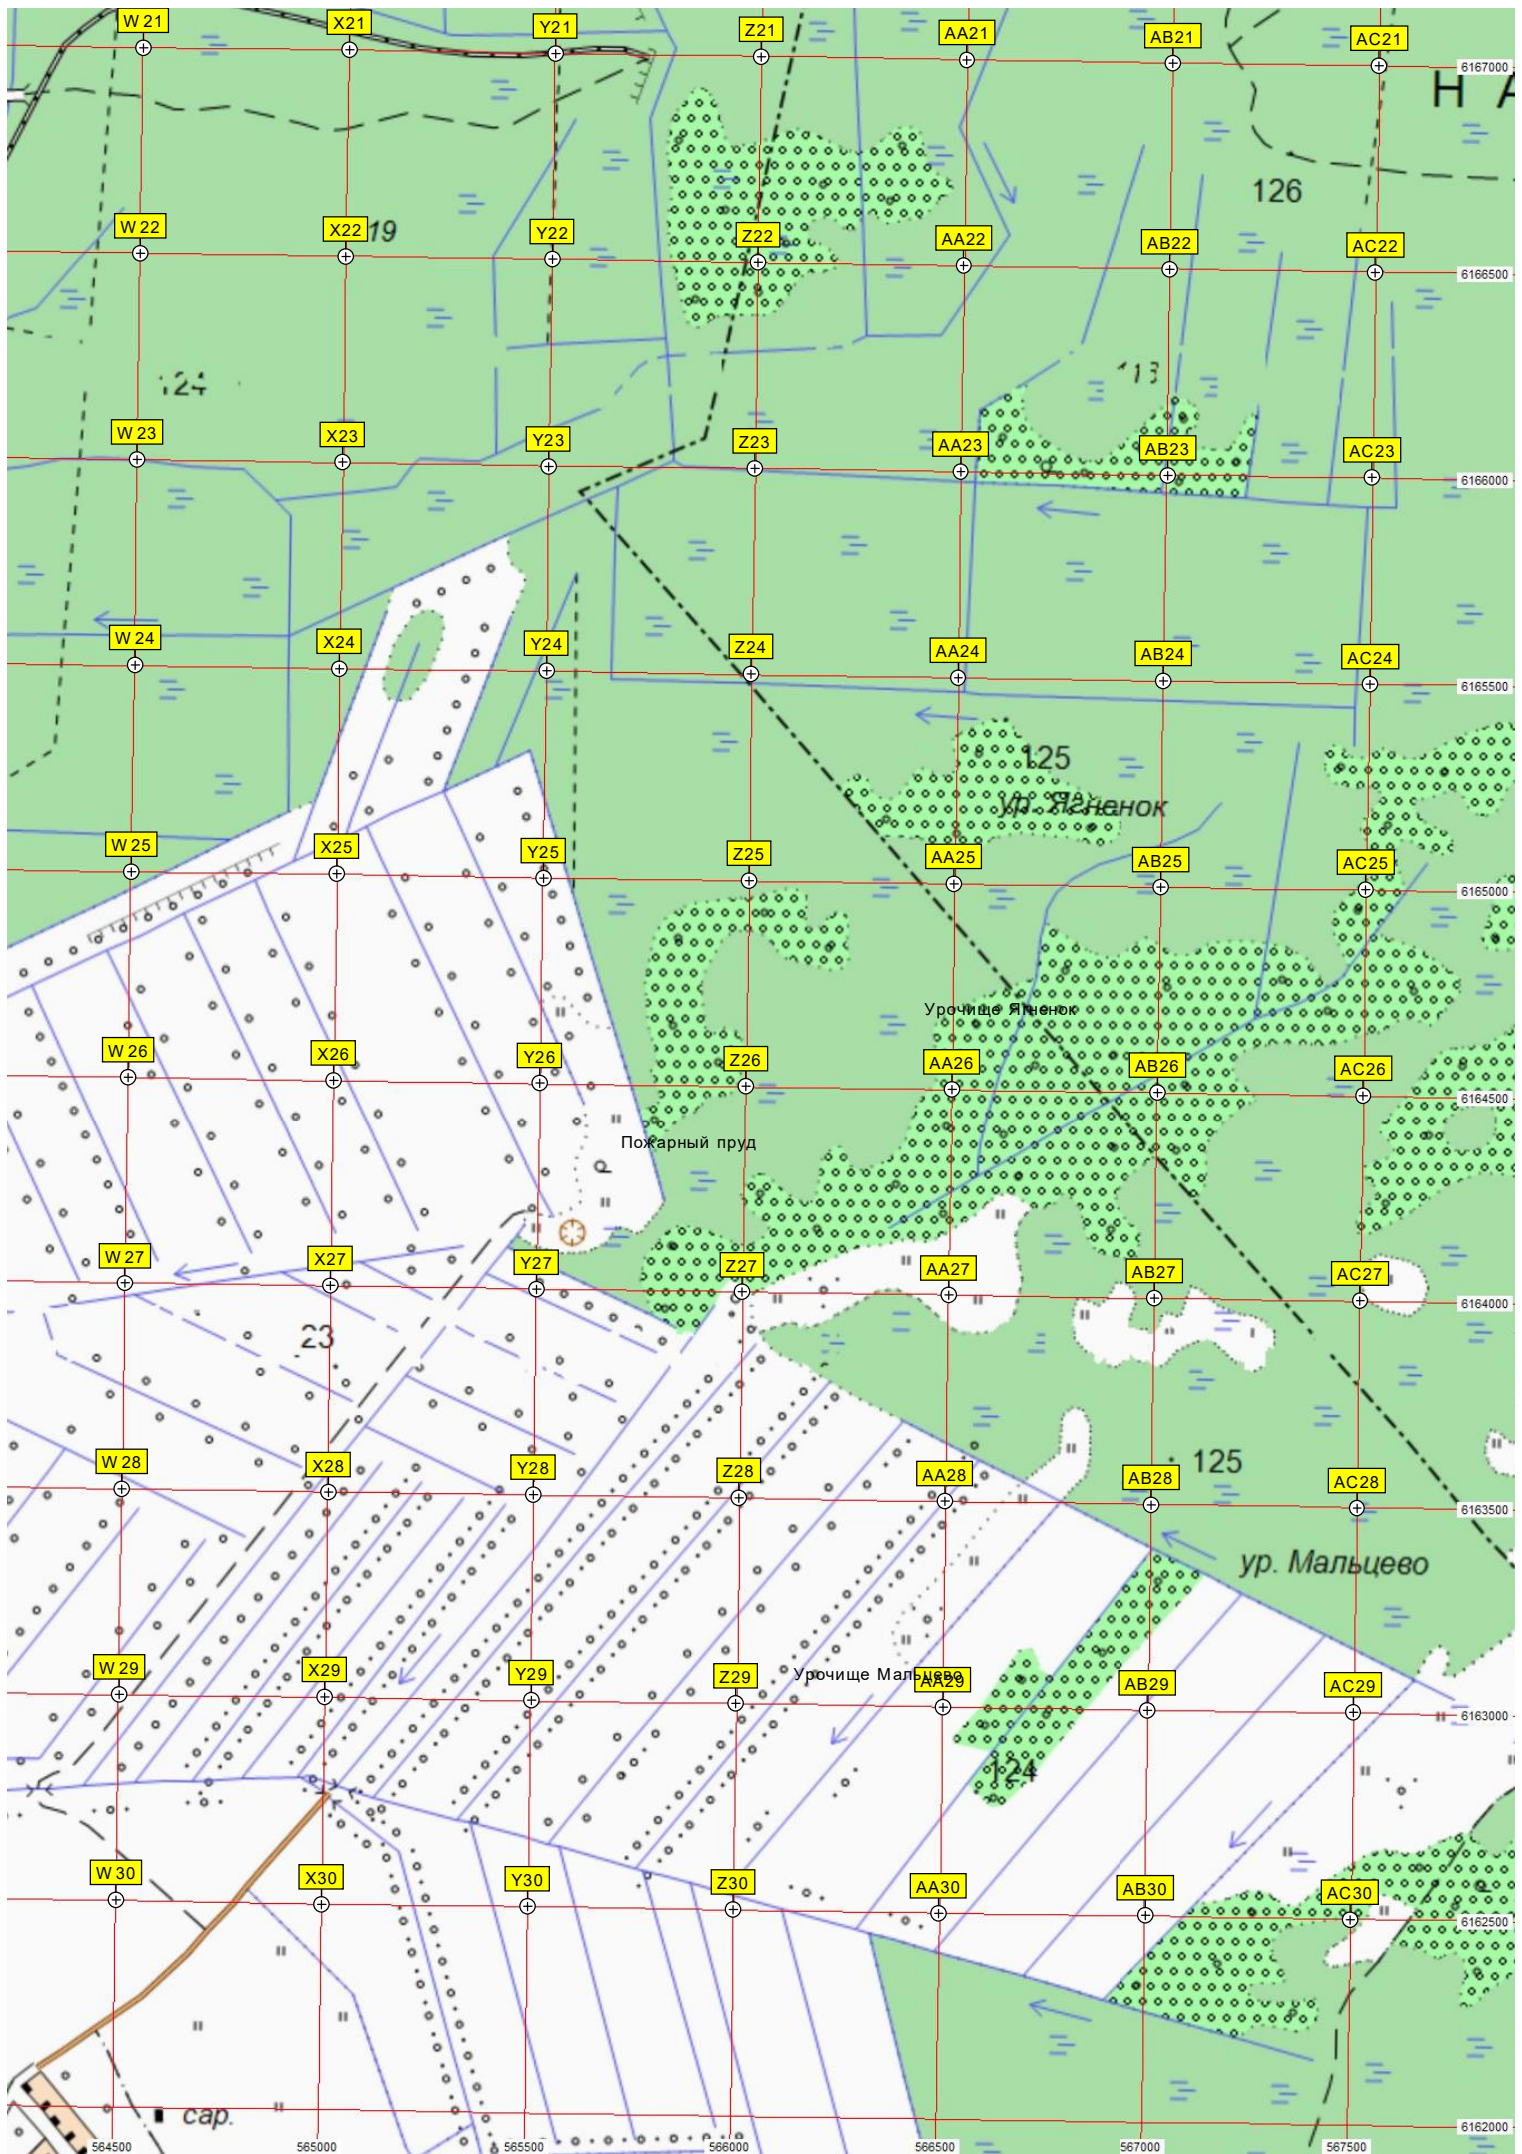 W 21 X21 Y21 Z21 AA21 AB21 AC21
6167000
Н А
126
W 22 X22 19 Y22 Z22 AA22 AB22 AC22
6166500
124
W 23 X23 Y23 Z23 AA23 AB23 AC23
6166000
W 24 X24 Y24 Z24 AA24 AB24 AC24
6165500
125
ур. Ягненок
W 25 X25 Y25 Z25 AA25 AB25 AC25
6165000
Урочище Ягненок
W 26 X26 Y26 Z26 AA26 AB26 AC26
6164500
Пожарный пруд
W 27 X27 Y27 Z27 AA27 AB27 AC27
6164000
23
W 28 X28 Y28 Z28 AA28 AB28 AC28
125
6163500
ур. Мальцево
W 29 X29 Y29 Z29 AA29 AB29 AC29
Урочище Мальцево
6163000
124
W 30 X30 Y30 Z30 AA30 AB30 AC30
6162500
сар.
6162000
564500 565000 565500 566000 566500 567000 567500